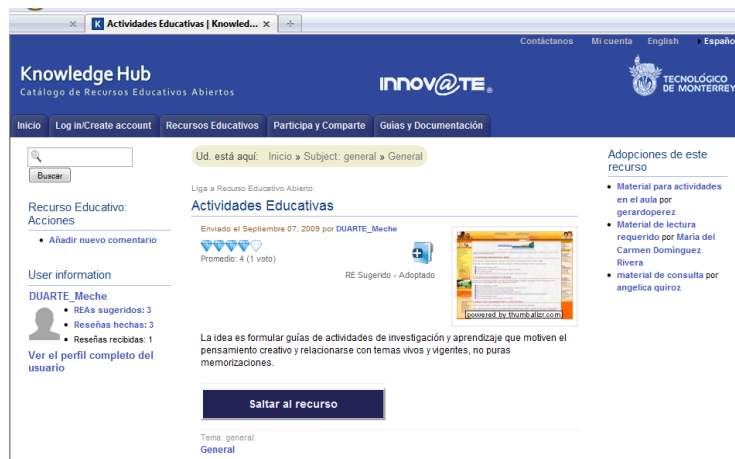 Actividades Educativas | Knowled...
Contáctanos Mi cuenta English Españo
Knowledge Hub
Catálogo de Recursos Educativos Abiertos
INNOV@TE®
TECNOLÓGICO
DE MONTERREY
Inicio Log in/Create account Recursos Educativos Participa y Comparte Guías y Documentación
Buscar
Recurso Educativo:
Acciones
Añadir nuevo comentario
User information
DUARTE_Meche
REAs sugeridos: 3
Reseñas hechas: 3
Reseñas recibidas: 1
Ver el perfil completo del
usuario
Ud. está aquí: Inicio » Subject: general » General
Liga a Recurso Educativo Abierto:
Actividades Educativas
Enviado el Septiembre 07, 2009 por DUARTE_Meche
Promedio: 4 (1 voto)
RE Sugerido - Adoptado
powered by thumbalizr.com
La idea es formular guías de actividades de investigación y aprendizaje que motiven el
pensamiento creativo y relacionarse con temas vivos y vigentes, no puras
memorizaciones.
Saltar al recurso
Tema: general:
General
Adopciones de este
recurso
Material para actividades
en el aula por
gerardoperez
Material de lectura
requerido por María del
Carmen Domínguez
Rivera
material de consulta por
angelica quiroz